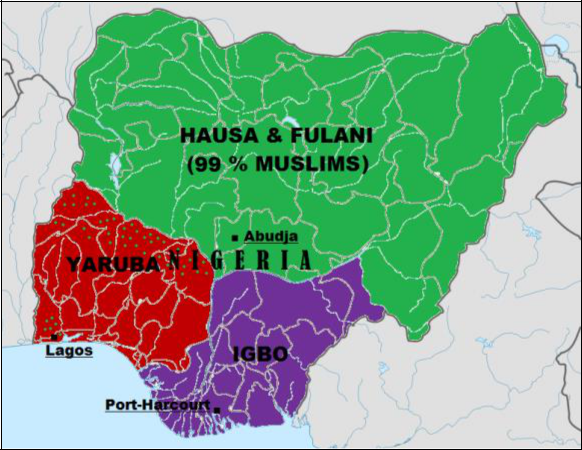 HAUSA & FULANI
(99 % MUSLIMS)
Abudja
NIGERIA
YARUBA
Lagos
IGBO
Port-Harcourt